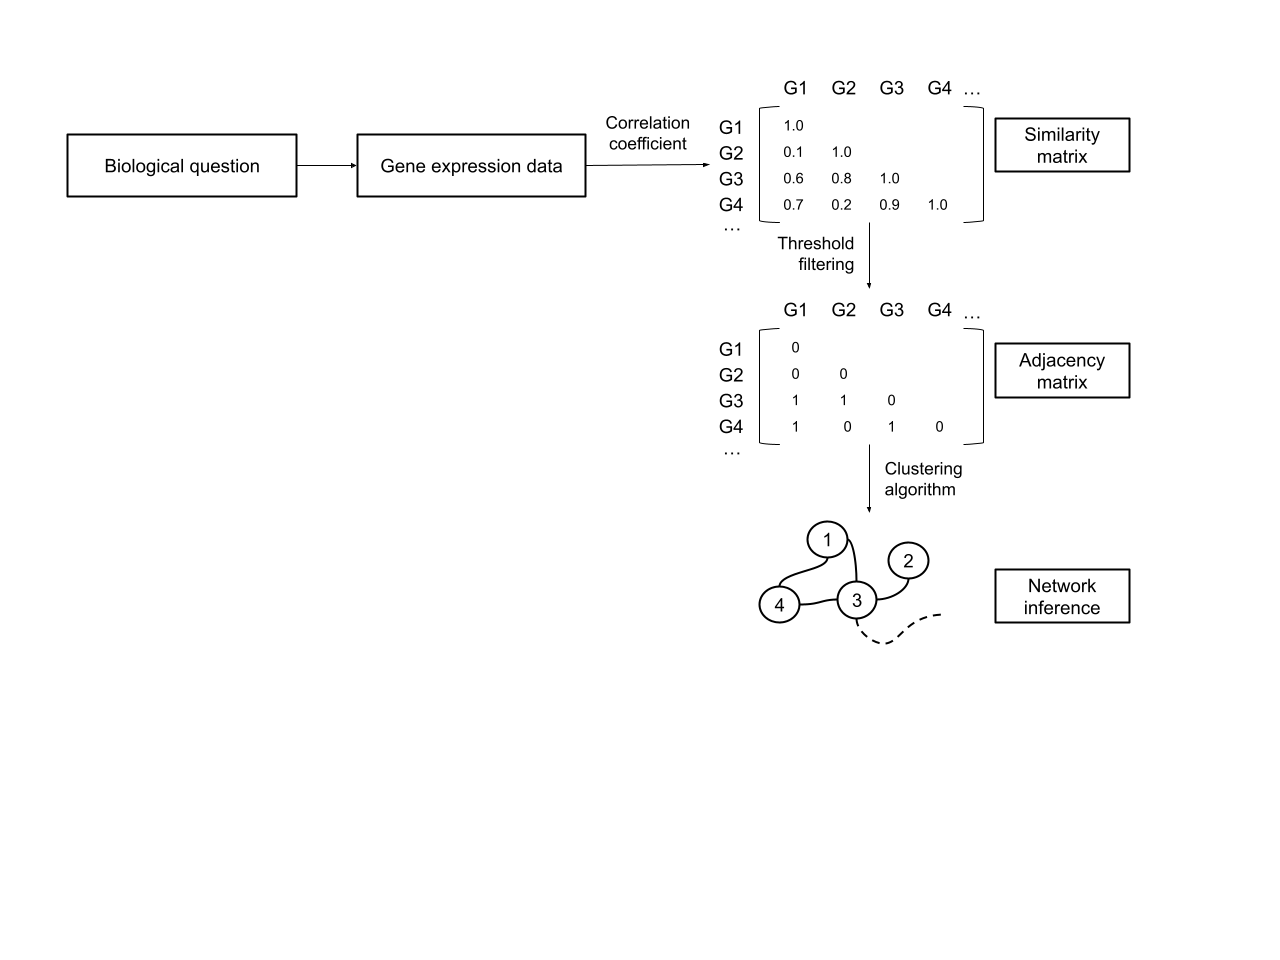 Biological question
Gene expression data
Correlation
coefficient
G1 G2 G3 G4 ...
G1 1.0
G2 0.1 1.0
G3 0.6 0.8 1.0
G4 0.7 0.2 0.9 1.0
...
Similarity
matrix
Threshold
filtering
G1 G2 G3 G4 ...
G1 0
G2 0 0
G3 1 1 0
G4 1 0 1 0
...
Adjacency
matrix
Clustering
algorithm
1
2
4 3
Network
inference